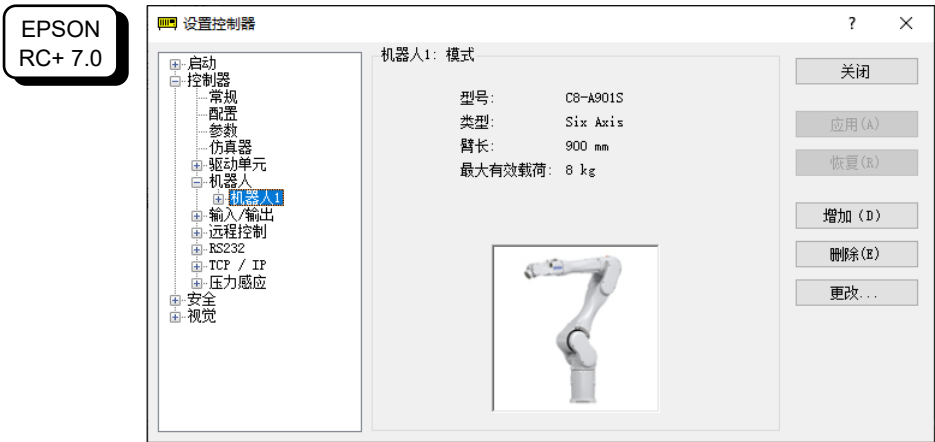 EPSON
RC+ 7.0
设置控制器
?
启动
控制器
常规
配置
参数
仿真器
驱动单元
机器人
机器人1
输入/输出
远程控制
RS232
TCP / IP
压力感应
安全
视觉
机器人1: 模式
型号: C8-A901S
类型: Six Axis
臂长: 900 mm
最大有效载荷: 8 kg
关闭
应用(A)
恢复(R)
增加 (D)
删除(E)
更改...